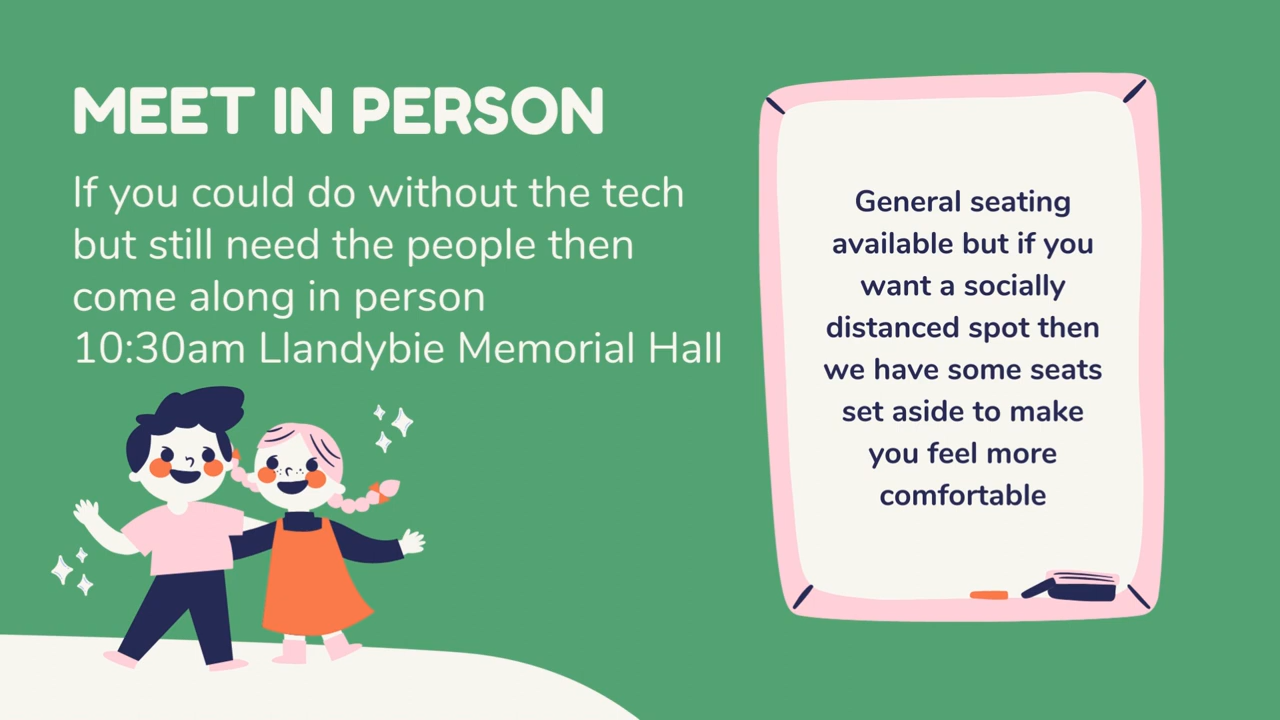 MEET IN PERSON
If you could do without the tech
but still need the people then
come along in person
10:30am Llandybie Memorial Hall
General seating
available but if you
want a socially
distanced spot then
we have some seats
set aside to make
you feel more
comfortable